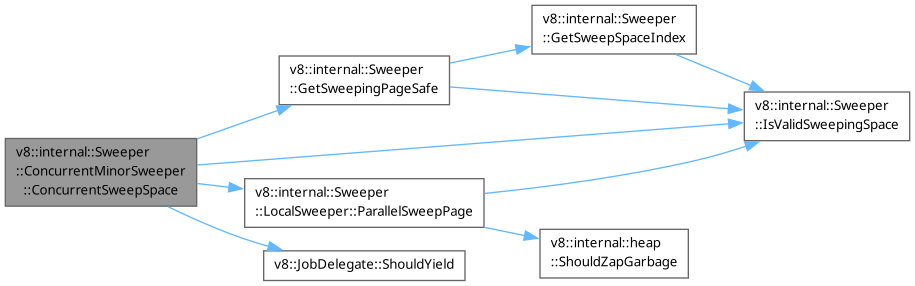 v8::internal::Sweeper
::ConcurrentMinorSweeper
::ConcurrentSweepSpace
v8::internal::Sweeper
::GetSweepingPageSafe
v8::internal::Sweeper
::GetSweepSpaceIndex
v8::internal::Sweeper
::IsValidSweepingSpace
v8::internal::Sweeper
::LocalSweeper::ParallelSweepPage
v8::internal::heap
::ShouldZapGarbage
v8::JobDelegate::ShouldYield